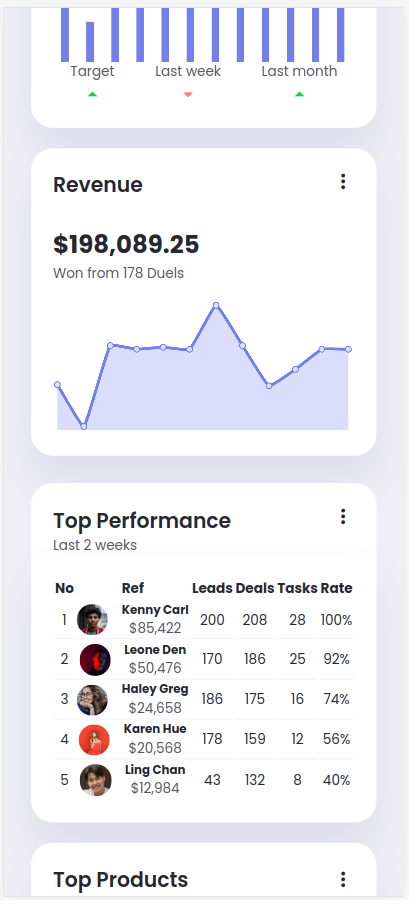 Target Last week Last month
Revenue
$198,089.25
Won from 178 Duels
Top Performance
Last 2 weeks
No Ref Leads Deals Tasks Rate
1 Kenny Carl 200 208 28 100%
$85,422
2 Leone Den 170 186 25 92%
$50,476
3 Haley Greg 186 175 16 74%
$24,658
4 Karen Hue 178 159 12 56%
$20,568
5 Ling Chan 43 132 8 40%
$12,984
Top Products